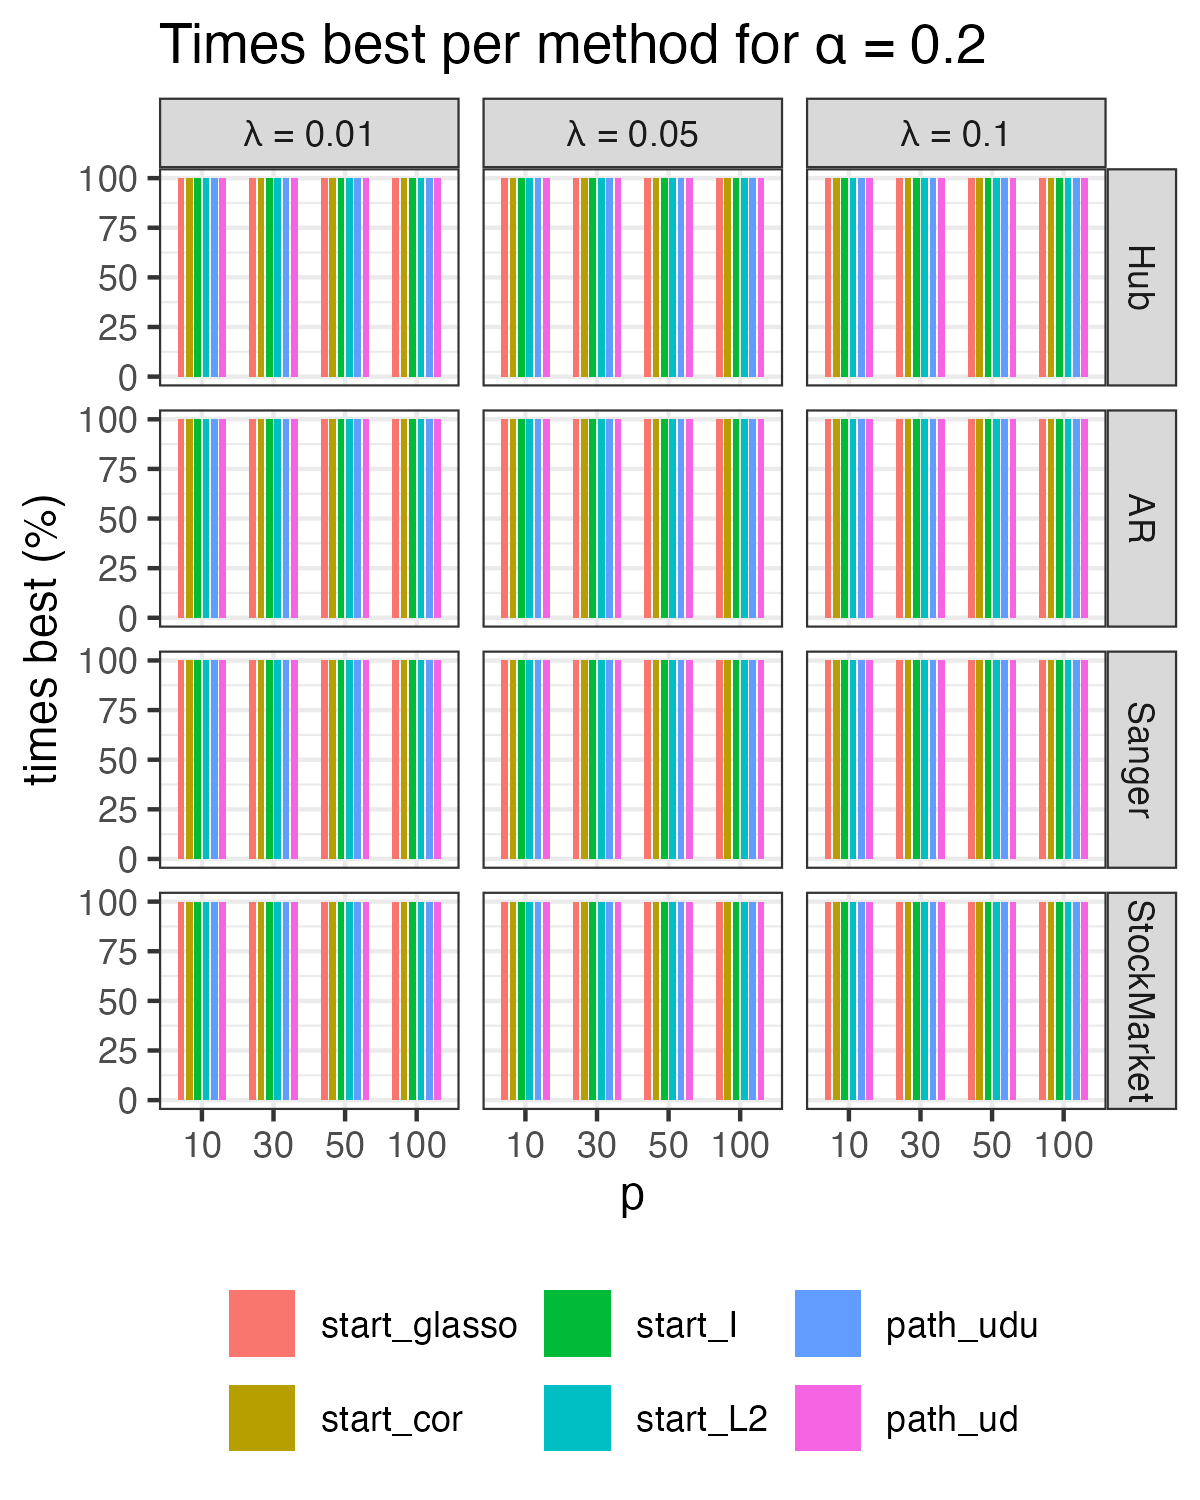 Times best per method for α = 0.2
λ = 0.01
λ = 0.05
λ = 0.1
100
75
50
25
0
Hub
100
75
50
25
0
AR
100
75
50
25
0
Sanger
100
75
50
25
0
StockMarket
times best (%)
10 30 50 100
10 30 50 100
10 30 50 100
p
start_glasso
start_I
path_udu
start_cor
start_L2
path_ud